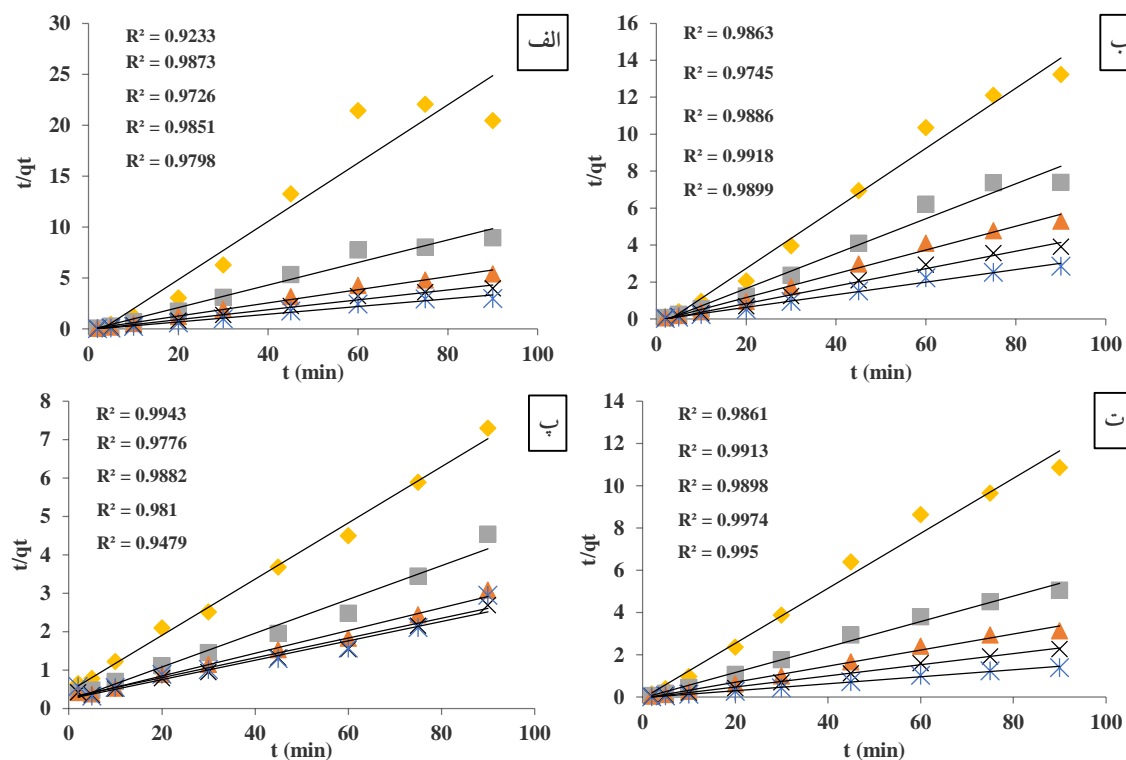 الف
R² = 0.9233
R² = 0.9873
R² = 0.9726
R² = 0.9851
R² = 0.9798
t/qt
30
25
20
15
10
5
0
0 20 40 60 80 100
t (min)
ب
R² = 0.9863
R² = 0.9745
R² = 0.9886
R² = 0.9918
R² = 0.9899
t/qt
16
14
12
10
8
6
4
2
0
0 20 40 60 80 100
t (min)
پ
R² = 0.9943
R² = 0.9776
R² = 0.9882
R² = 0.981
R² = 0.9479
t/qt
8
7
6
5
4
3
2
1
0
0 20 40 60 80 100
t (min)
ت
R² = 0.9861
R² = 0.9913
R² = 0.9898
R² = 0.9974
R² = 0.995
t/qt
14
12
10
8
6
4
2
0
0 20 40 60 80 100
t (min)